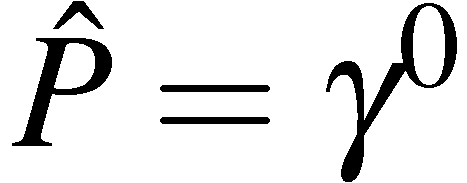 P̂ = γ⁰